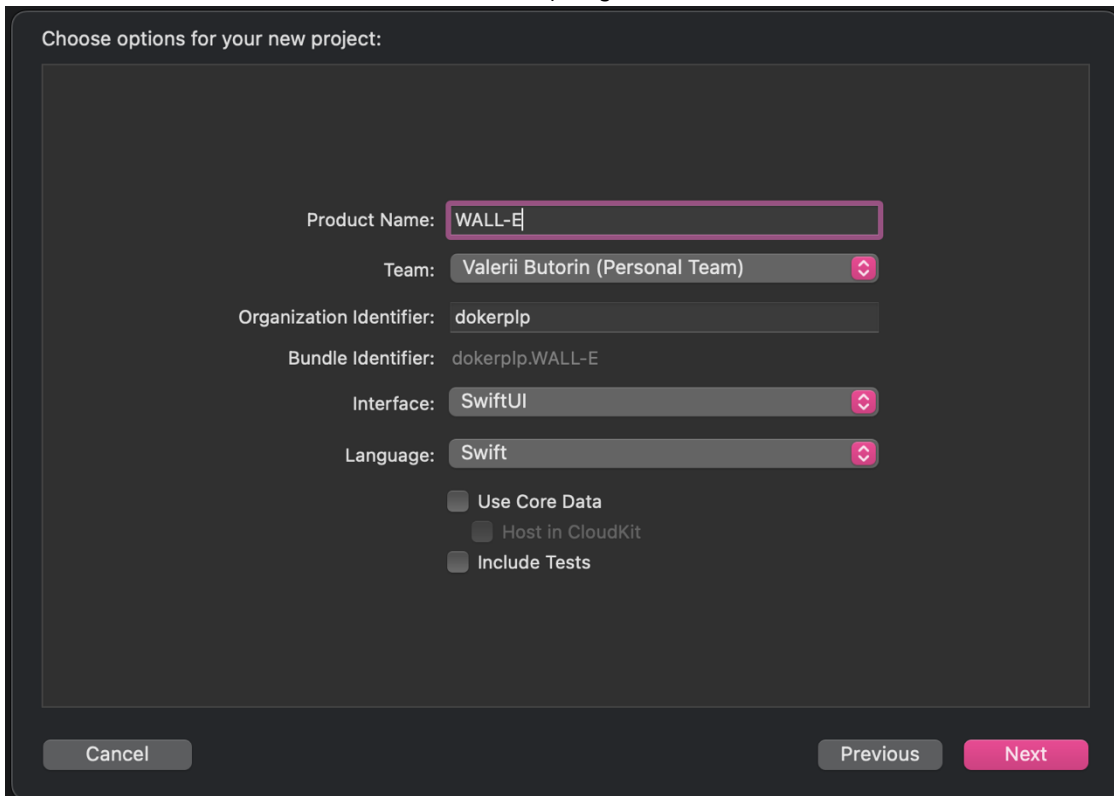 Choose options for your new project:
Product Name: WALL-E
Team: Valerii Butorin (Personal Team)
Organization Identifier: dokerplp
Bundle Identifier: dokerplp.WALL-E
Interface: SwiftUI
Language: Swift
Use Core Data
Host in CloudKit
Include Tests
Cancel Previous Next